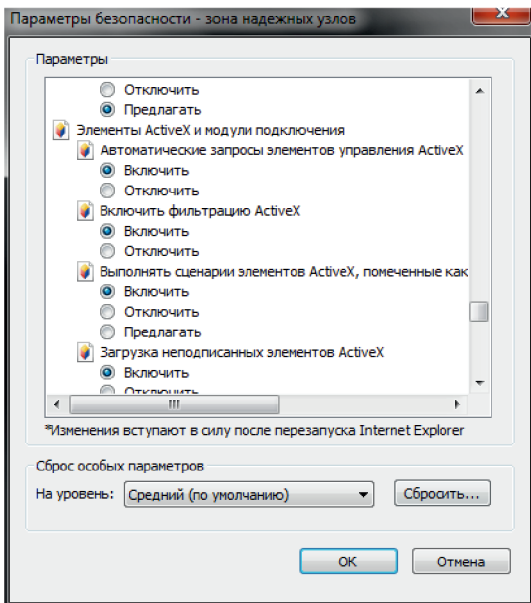 Параметры безопасности - зона надежных узлов
Параметры
Отключить
Предлагать
Элементы ActiveX и модули подключения
Автоматические запросы элементов управления ActiveX
Включить
Отключить
Включить фильтрацию ActiveX
Включить
Отключить
Выполнять сценарии элементов ActiveX, помеченные как
Включить
Отключить
Предлагать
Загрузка неподписанных элементов ActiveX
Включить
Отключить
*Изменения вступают в силу после перезапуска Internet Explorer
Сброс особых параметров
На уровень: Средний (по умолчанию) Сбросить...
ОК Отмена